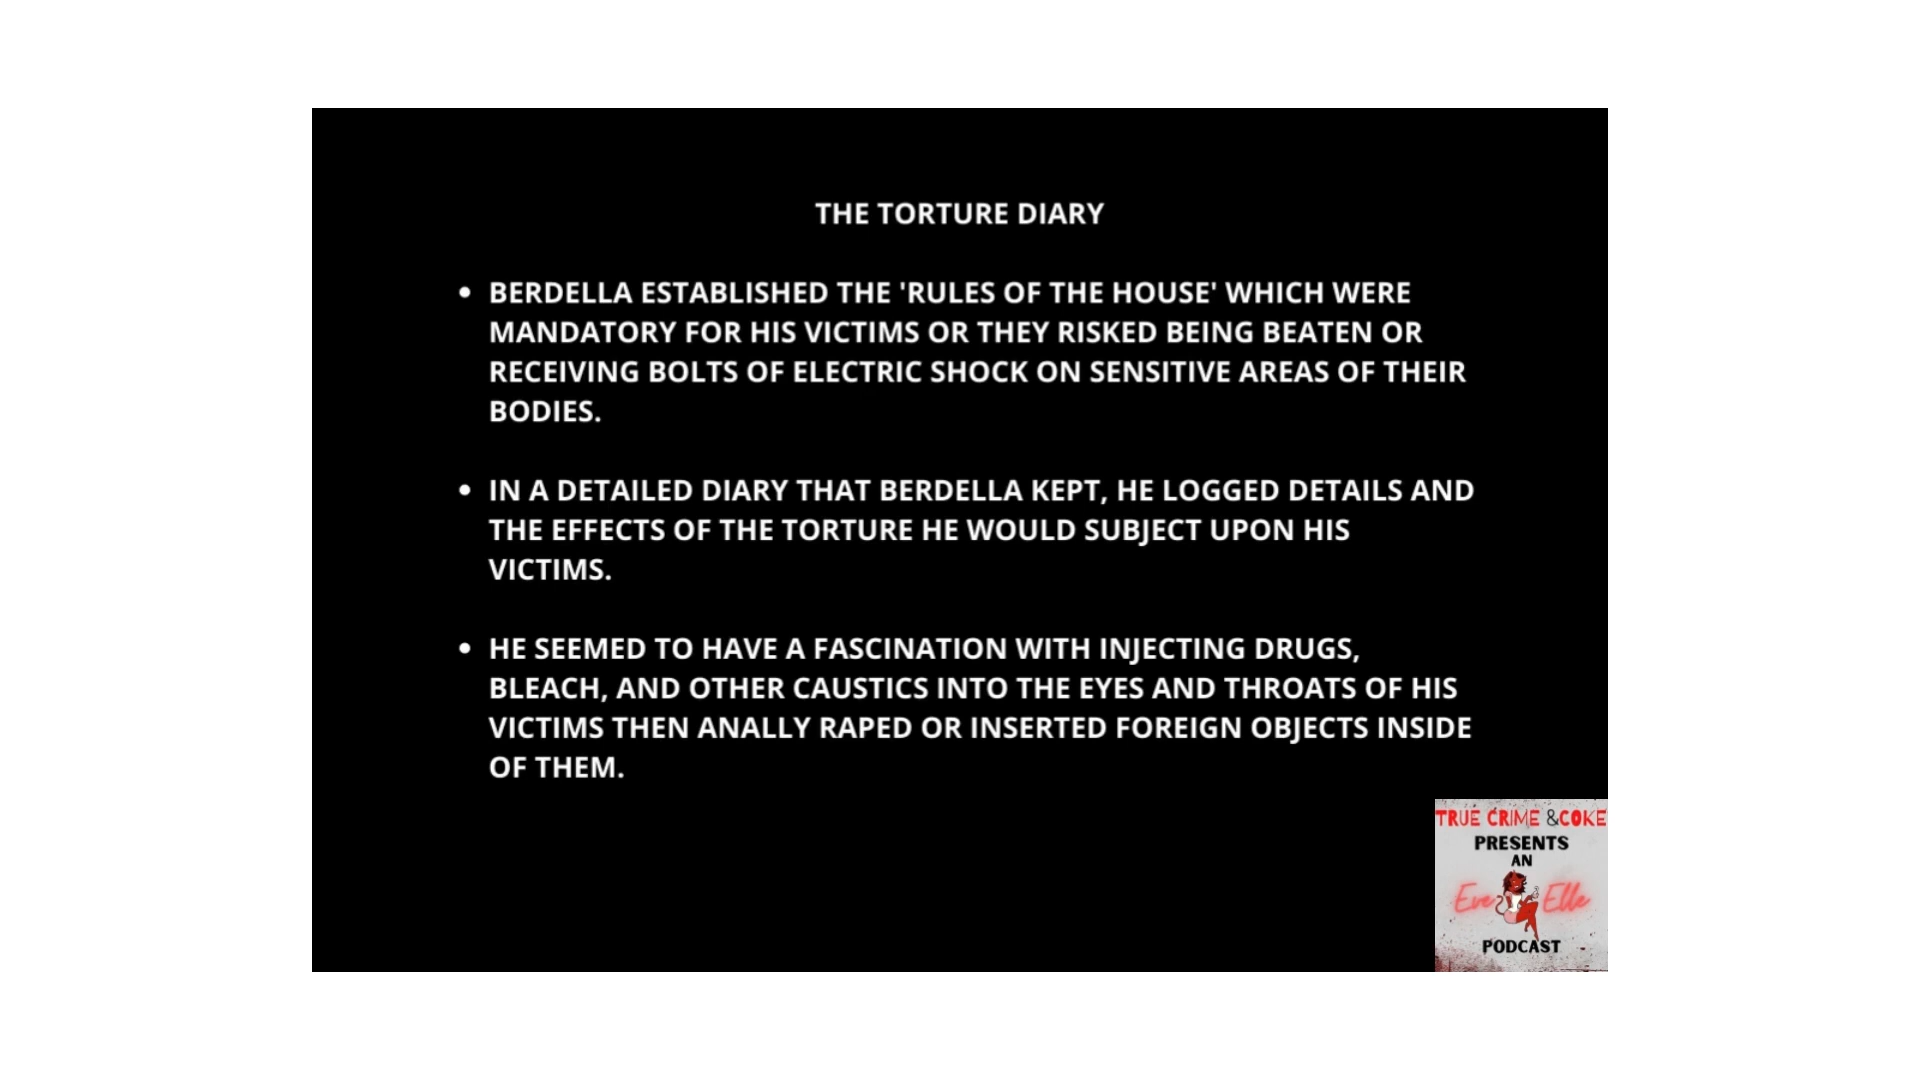 THE TORTURE DIARY
• BERDELLA ESTABLISHED THE 'RULES OF THE HOUSE' WHICH WERE
MANDATORY FOR HIS VICTIMS OR THEY RISKED BEING BEATEN OR
RECEIVING BOLTS OF ELECTRIC SHOCK ON SENSITIVE AREAS OF THEIR
BODIES.
• IN A DETAILED DIARY THAT BERDELLA KEPT, HE LOGGED DETAILS AND
THE EFFECTS OF THE TORTURE HE WOULD SUBJECT UPON HIS
VICTIMS.
• HE SEEMED TO HAVE A FASCINATION WITH INJECTING DRUGS,
BLEACH, AND OTHER CAUSTICS INTO THE EYES AND THROATS OF HIS
VICTIMS THEN ANALLY RAPED OR INSERTED FOREIGN OBJECTS INSIDE
OF THEM.
TRUE CRIME &COKE
PRESENTS
AN
Eve Elle
PODCAST